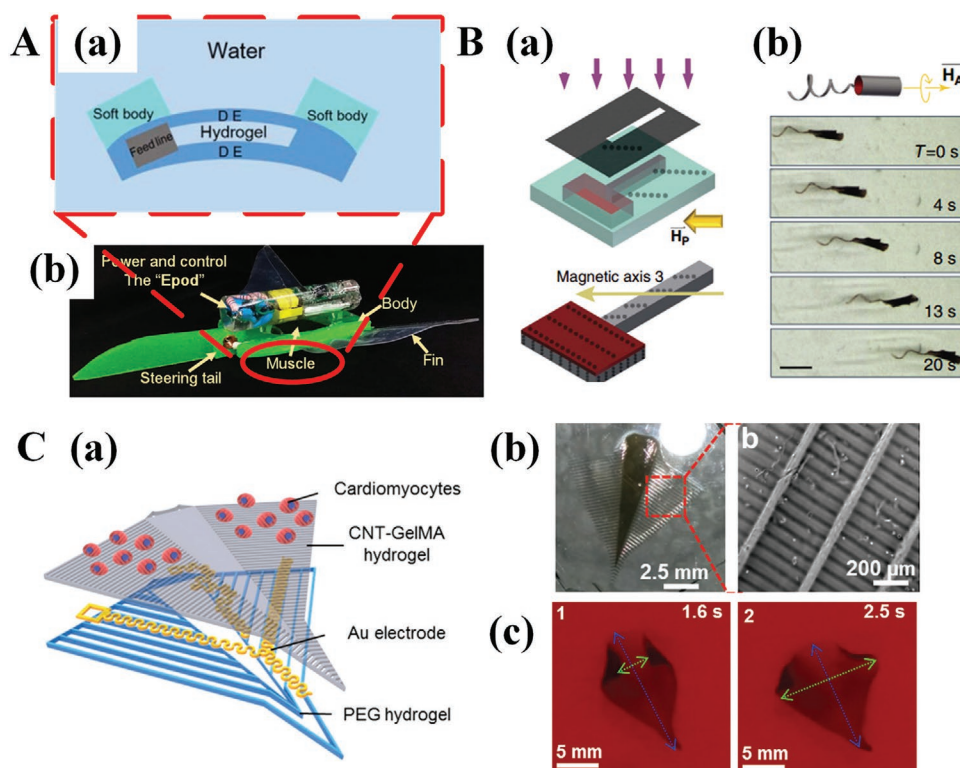 A
(a)
Water
Soft body
Soft body
D E
Hydrogel
Feed line
D E
(b)
Power and control
The "Epod"
Body
Steering tail
Muscle
Fin
B
(a)
H_P
Magnetic axis 3
(b)
H_A
T=0 s
4 s
8 s
13 s
20 s
C
(a)
Cardiomyocytes
CNT-GelMA
hydrogel
Au electrode
PEG hydrogel
(b)
2.5 mm
b
200 µm
(c)
1
1.6 s
5 mm
2
2.5 s
5 mm